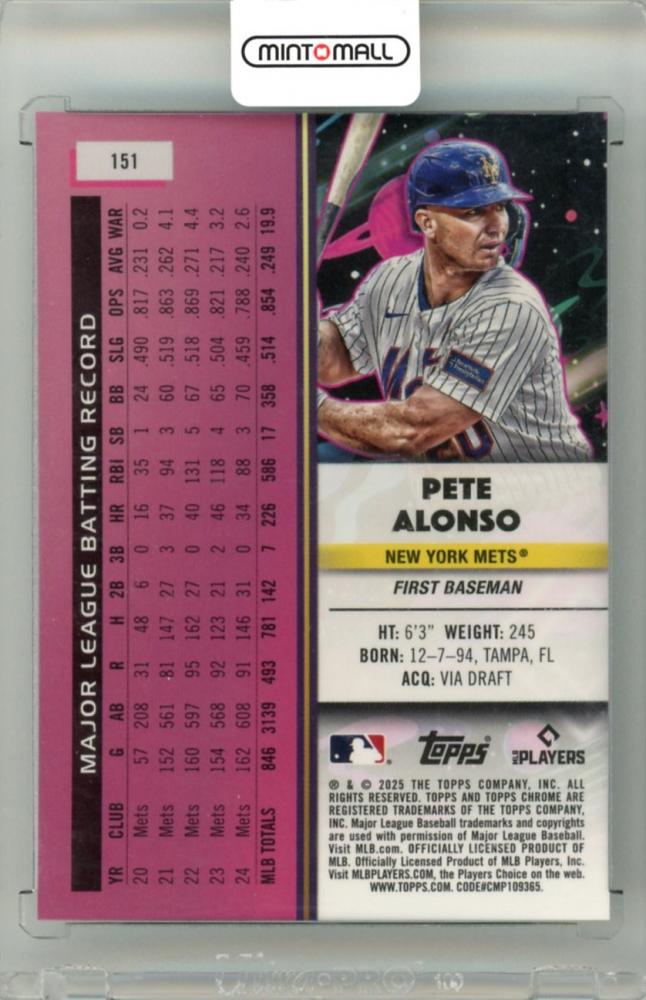 MINTOMALL
151
MAJOR LEAGUE BATTING RECORD
YR CLUB G AB R H 2B 3B HR RBI SB BB SLG OPS AVG WAR
20 Mets 57 208 31 48 6 0 16 35 1 24 .490 .817 .231 0.2
21 Mets 152 561 81 147 27 3 37 94 3 60 .519 .863 .262 4.1
22 Mets 160 597 95 162 27 0 40 131 5 67 .518 .869 .271 4.4
23 Mets 154 568 92 123 21 2 46 118 4 65 .504 .821 .217 3.2
24 Mets 162 608 91 146 31 0 34 88 3 70 .459 .788 .240 2.6
MLB TOTALS 846 3139 493 781 142 7 226 586 17 358 .514 .854 .249 19.9
PETE
ALONSO
NEW YORK METS®
FIRST BASEMAN
HT: 6'3" WEIGHT: 245
BORN: 12-7-94, TAMPA, FL
ACQ: VIA DRAFT
Topps®
MLB PLAYERS
® & © 2025 THE TOPPS COMPANY, INC. ALL
RIGHTS RESERVED. TOPPS AND TOPPS CHROME ARE
REGISTERED TRADEMARKS OF THE TOPPS COMPANY,
INC. Major League Baseball trademarks and copyrights
are used with permission of Major League Baseball.
Visit MLB.com. OFFICIALLY LICENSED PRODUCT OF
MLB. Officially Licensed Product of MLB Players, Inc.
Visit MLBPLAYERS.COM, the Players Choice on the web.
WWW.TOPPS.COM. CODE#CMP109365.